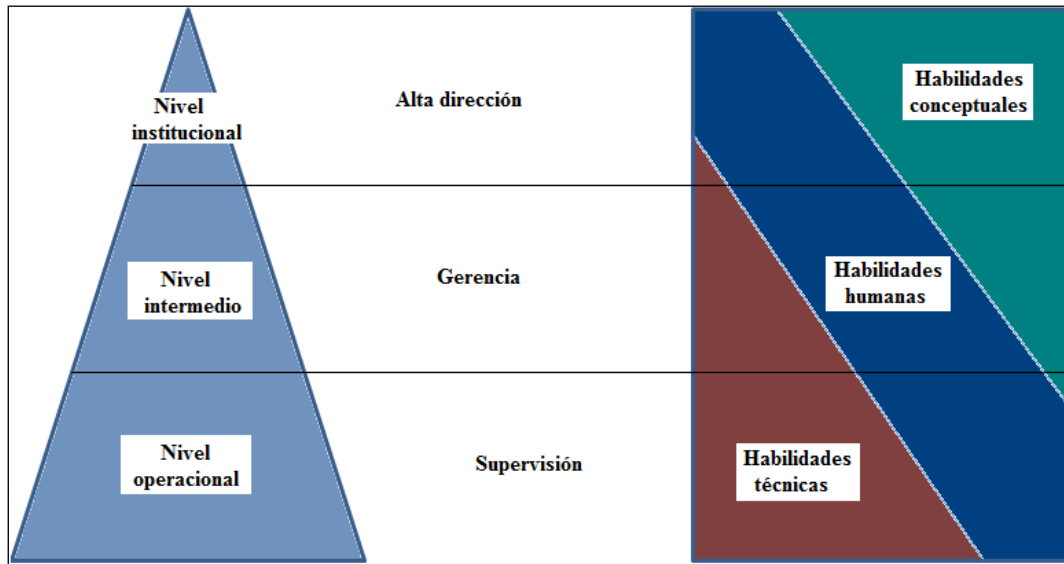 Nivel
institucional
Alta dirección
Habilidades
conceptuales
Nivel
intermedio
Gerencia
Habilidades
humanas
Nivel
operacional
Supervisión
Habilidades
técnicas